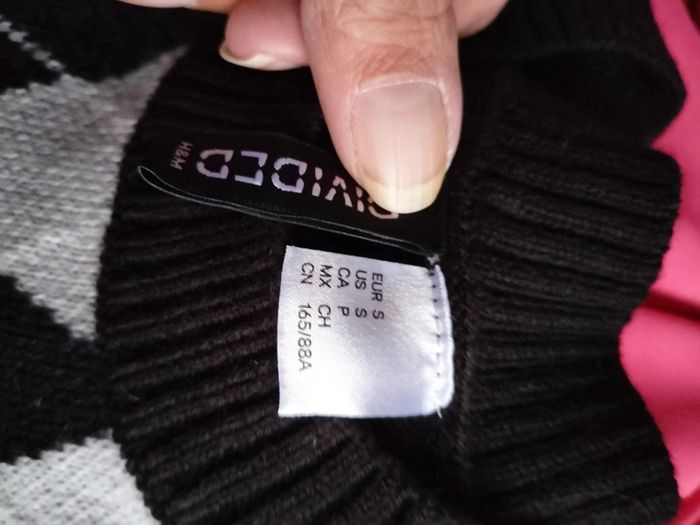 DIVIDED
H&M
EUR S
US S
CA P
MX CH
CN 165/88A